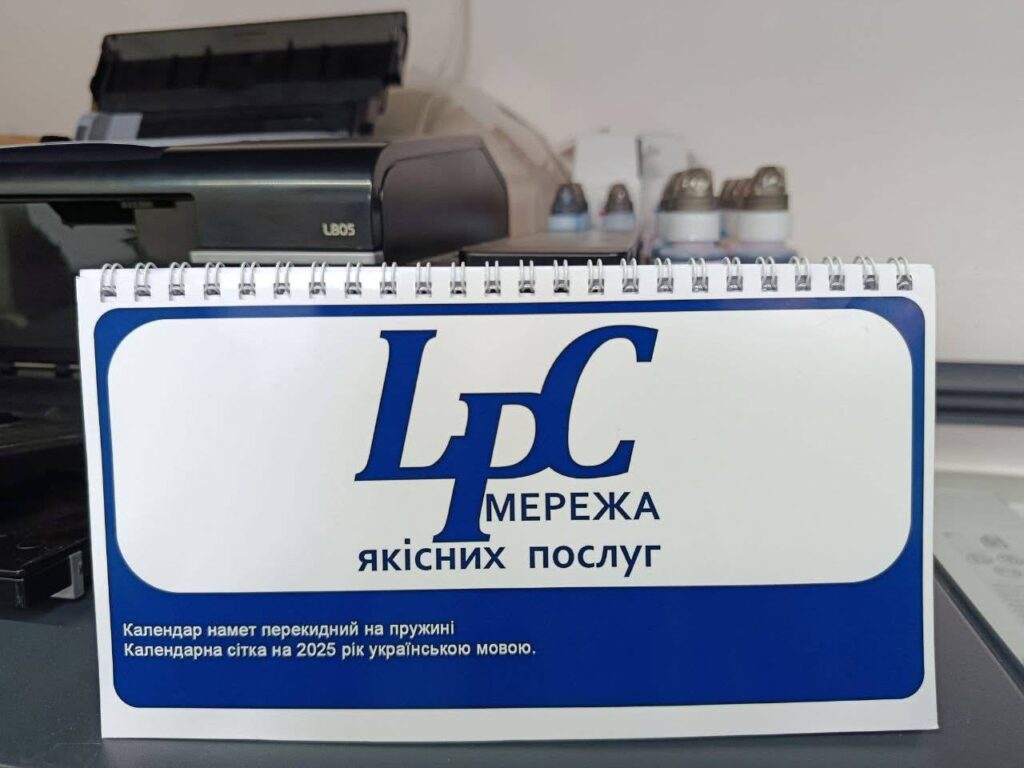 L805
LPC
МЕРЕЖА
якісних послуг
Календар намет перекидний на пружині
Календарна сітка на 2025 рік українською мовою.